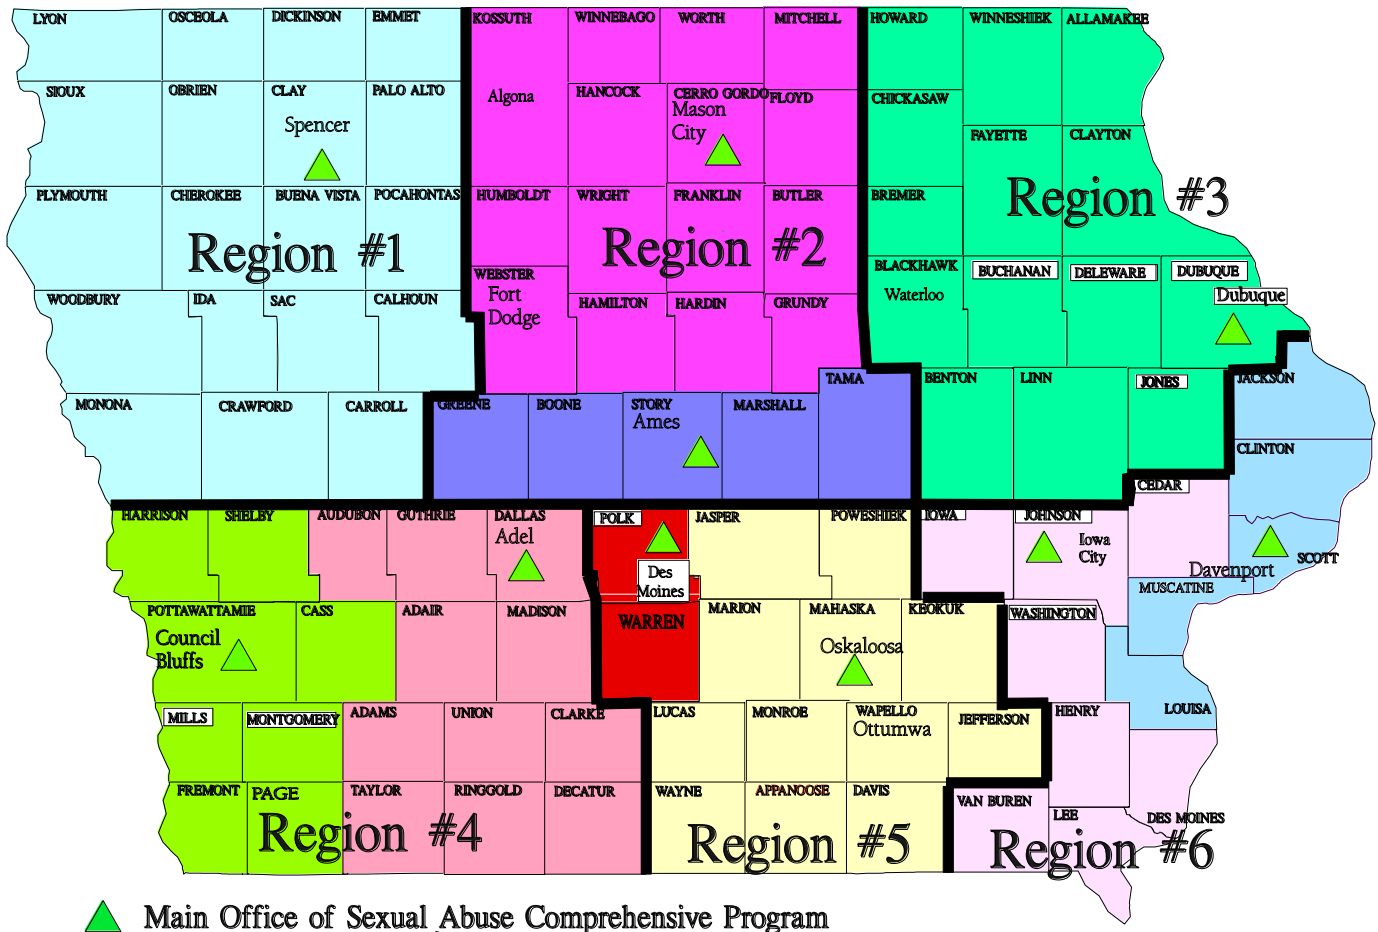 LYON
OSCEOLA
DICKINSON
EMMET
KOSSUTH
WINNEBAGO
WORTH
MITCHELL
HOWARD
WINNESHIEK
ALLAMAKEE
SIOUX
OBRIEN
CLAY
PALO ALTO
Algona
HANCOCK
CERRO GORDO
FLOYD
CHICKASAW
Spencer
Mason
City
FAYETTE
CLAYTON
PLYMOUTH
CHEROKEE
BUENA VISTA
POCAHONTAS
HUMBOLDT
WRIGHT
FRANKLIN
BUTLER
BREMER
Region #3
Region #1
Region #2
WEBSTER
BLACKHAWK
BUCHANAN
DELEWARE
DUBUQUE
WOODBURY
IDA
SAC
CALHOUN
Fort
Dodge
HAMILTON
HARDIN
GRUNDY
Waterloo
Dubuque
MONONA
CRAWFORD
CARROLL
GREENE
BOONE
STORY
Ames
MARSHALL
TAMA
BENTON
LINN
JONES
JACKSON
CLINTON
CEDAR
HARRISON
SHELBY
AUDUBON
GUTHRIE
DALLAS
Adel
POLK
JASPER
POWESHIEK
IOWA
JOHNSON
Iowa
City
SCOTT
Davenport
Des
Moines
MUSCATINE
POTTAWATTAMIE
CASS
ADAIR
MADISON
WARREN
MARION
MAHASKA
KEOKUK
WASHINGTON
Council
Bluffs
Oskaloosa
MILLS
MONTGOMERY
ADAMS
UNION
CLARKE
LUCAS
MONROE
WAPELLO
Ottumwa
JEFFERSON
HENRY
LOUISA
FREMONT
PAGE
TAYLOR
RINGGOLD
DECATUR
WAYNE
APPANOOSE
DAVIS
VAN BUREN
LEE
DES MOINES
Region #4
Region #5
Region #6
Main Office of Sexual Abuse Comprehensive Program